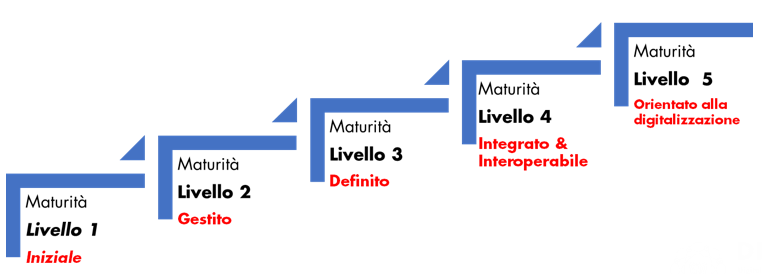 Maturità
Livello 1
Iniziale
Maturità
Livello 2
Gestito
Maturità
Livello 3
Definito
Maturità
Livello 4
Integrato &
Interoperabile
Maturità
Livello 5
Orientato alla
digitalizzazione